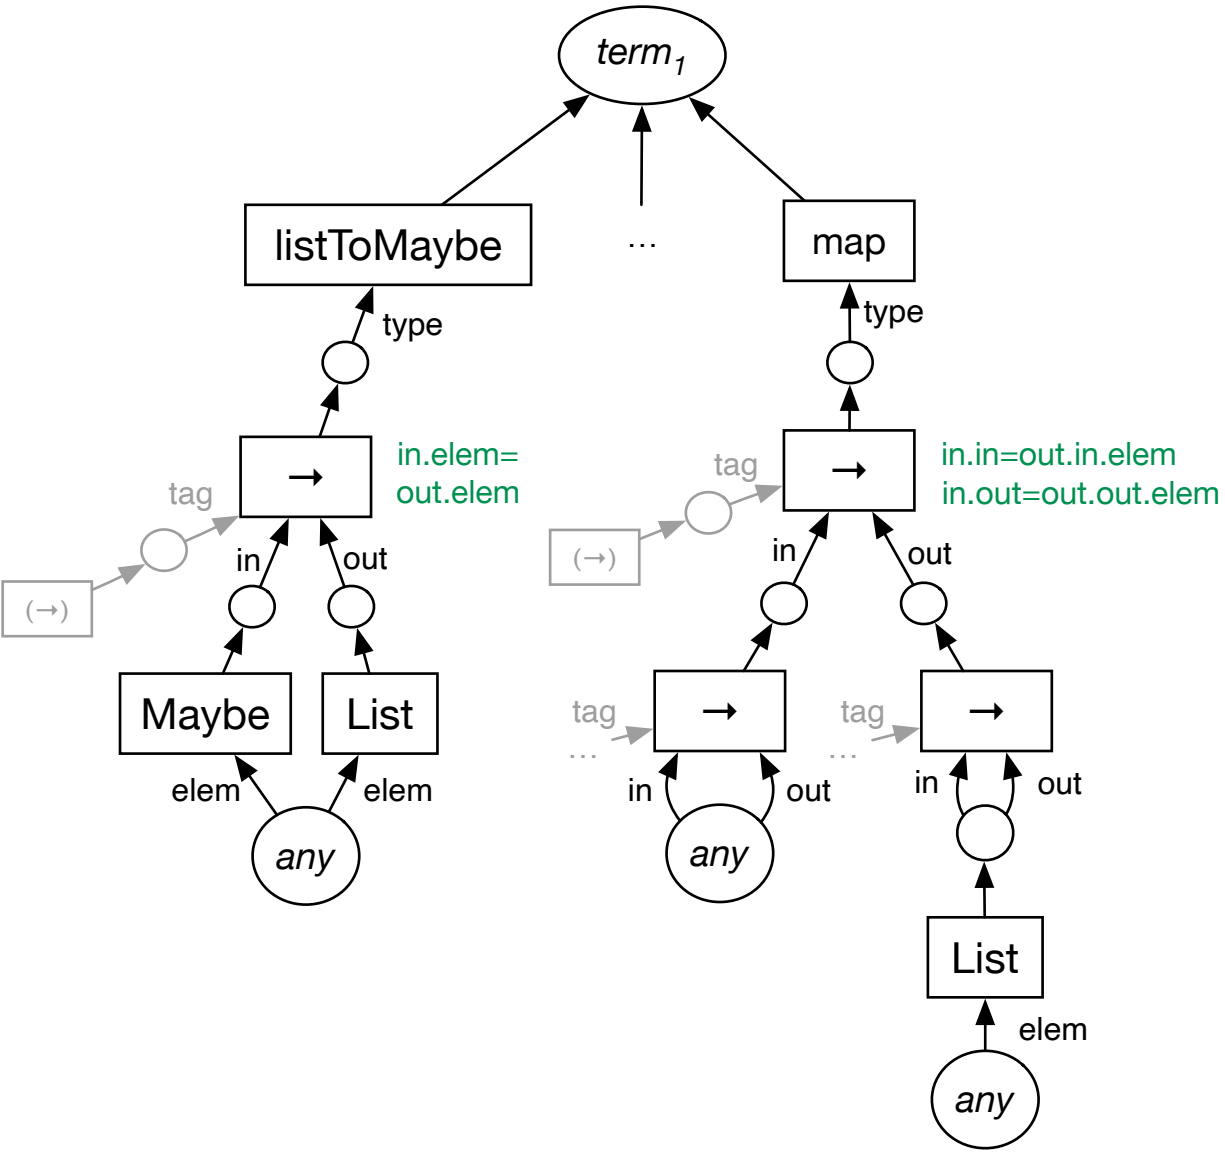 term1
listToMaybe
...
map
type
type
→
in.elem=
out.elem
→
in.in=out.in.elem
in.out=out.out.elem
tag
tag
(→)
(→)
in
out
in
out
Maybe
List
→
→
tag
...
tag
...
elem
elem
in
out
in
out
any
any
List
elem
any